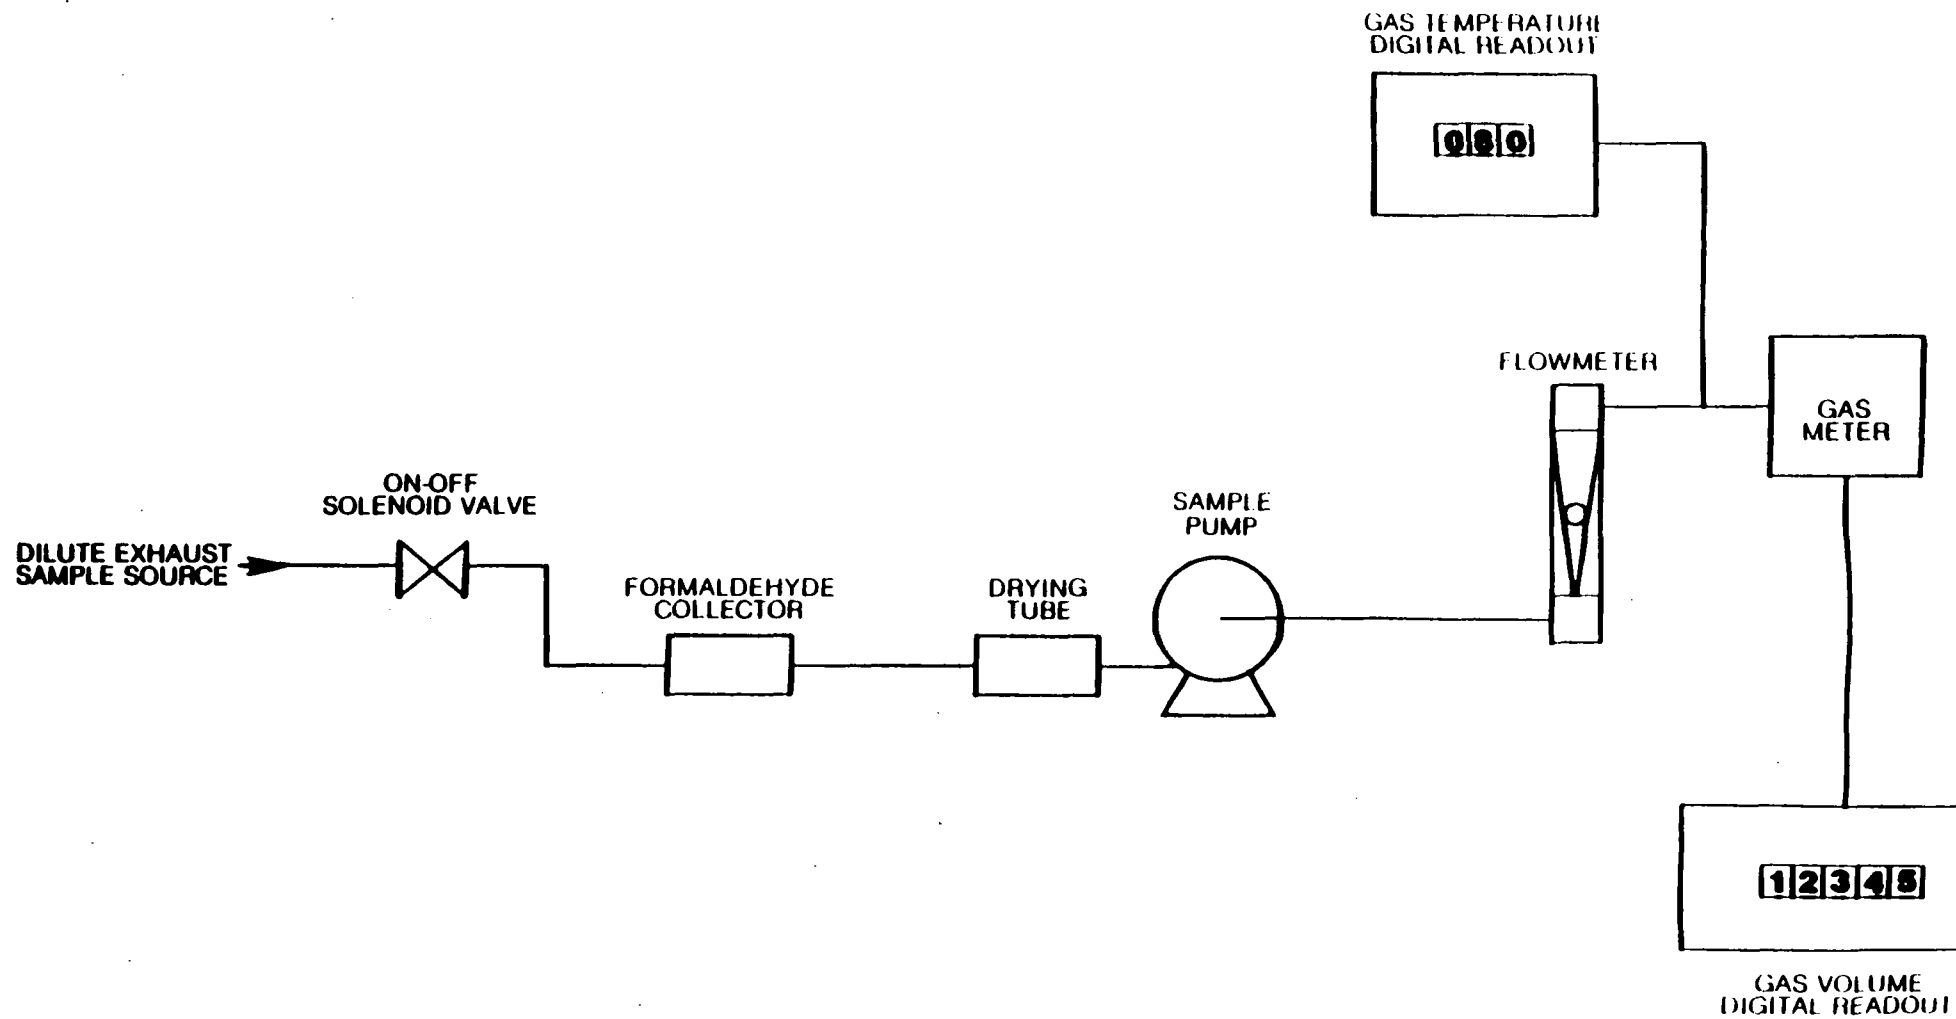 GAS TEMPERATURE
DIGITAL READOUT
080
FLOWMETER
GAS
METER
ON-OFF
SOLENOID VALVE
SAMPLE
PUMP
DILUTE EXHAUST
SAMPLE SOURCE
FORMALDEHYDE
COLLECTOR
DRYING
TUBE
12345
GAS VOLUME
DIGITAL READOUT